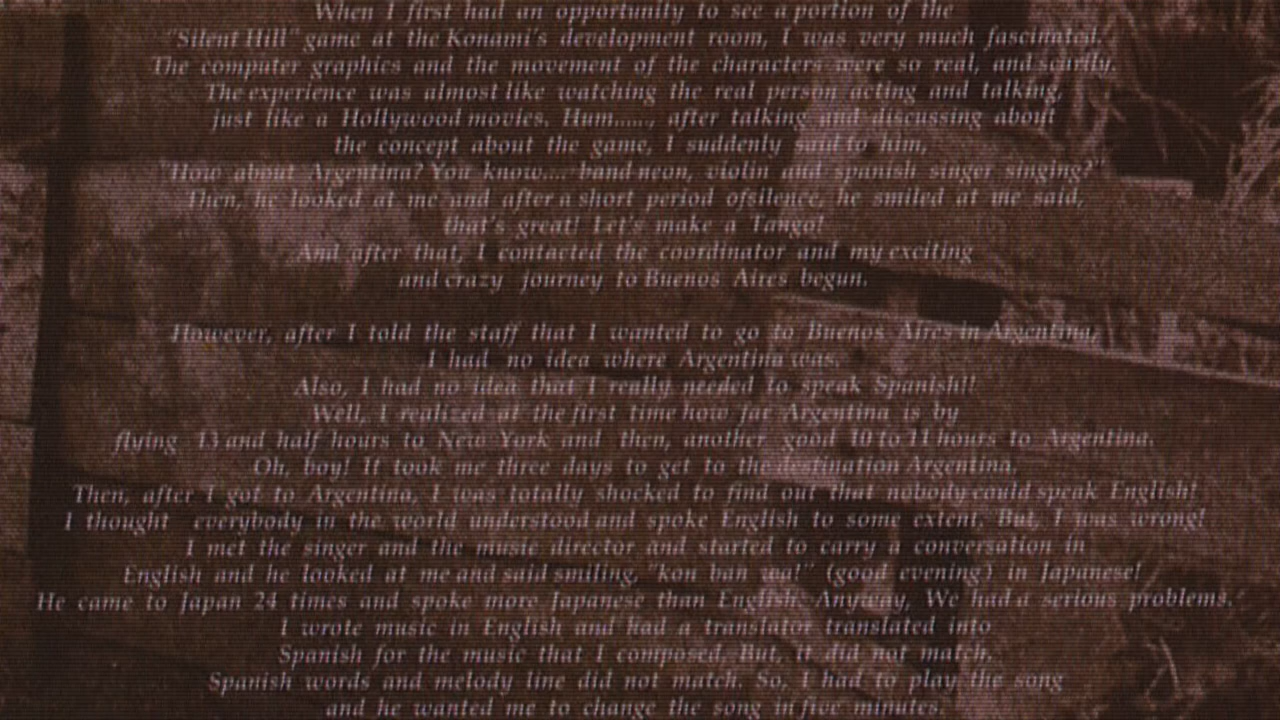 When I first had an opportunity to see a portion of the
"Silent Hill" game at the Konami's development room, I was very much fascinated.
The computer graphics and the movement of the characters were so real, and scarily.
The experience was almost like watching the real person acting and talking,
just like a Hollywood movies. Hum......, after talking and discussing about
the concept about the game, I suddenly said to him,
"How about Argentina? You know.... band-neon, violin and spanish singer singing?"
Then, he looked at me and after a short period ofsilence, he smiled at me said,
that's great! Let's make a Tango!
And after that, I contacted the coordinator and my exciting
and crazy journey to Buenos Aires begun.
However, after I told the staff that I wanted to go to Buenos Aires in Argentina,
I had no idea where Argentina was.
Also, I had no idea that I really needed to speak Spanish!!
Well, I realized at the first time how far Argentina is by
flying 13 and half hours to New York and then, another good 10 to 11 hours to Argentina.
Oh, boy! It took me three days to get to the destination Argentina.
Then, after I got to Argentina, I was totally shocked to find out that nobody could speak English!
I thought everybody in the world understood and spoke English to some extent. But, I was wrong!
I met the singer and the music director and started to carry a conversation in
English and he looked at me and said smiling, "kon ban wa!" (good evening) in Japanese!
He came to Japan 24 times and spoke more Japanese than English. Anyway, We had a serious problems.
I wrote music in English and had a translator translated into
Spanish for the music that I composed. But, it did not match.
Spanish words and melody line did not match. So, I had to play the song
and he wanted me to change the song in five minutes.